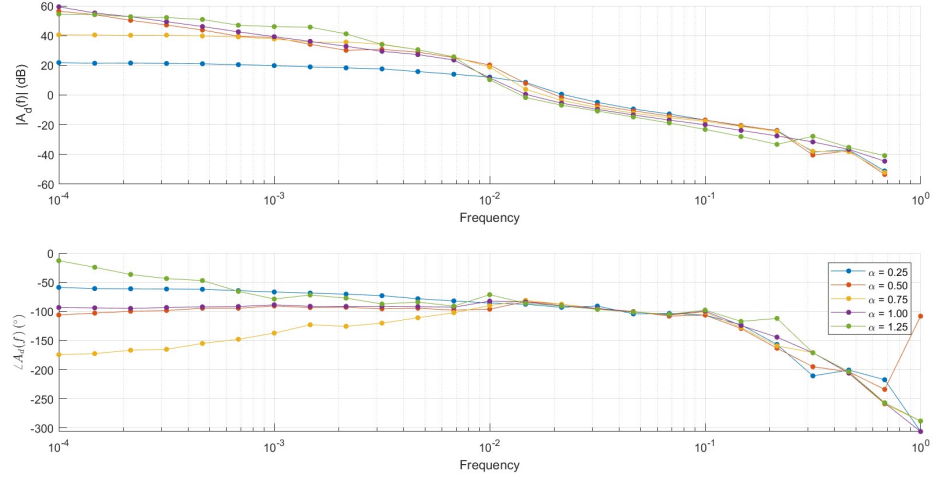 60
40
20
0
-20
-40
-60
|A_d(f)| (dB)
10^-4
10^-3
10^-2
10^-1
10^0
Frequency
0
-50
-100
-150
-200
-250
-300
∠A_d(f) (°)
α = 0.25
α = 0.50
α = 0.75
α = 1.00
α = 1.25
10^-4
10^-3
10^-2
10^-1
10^0
Frequency